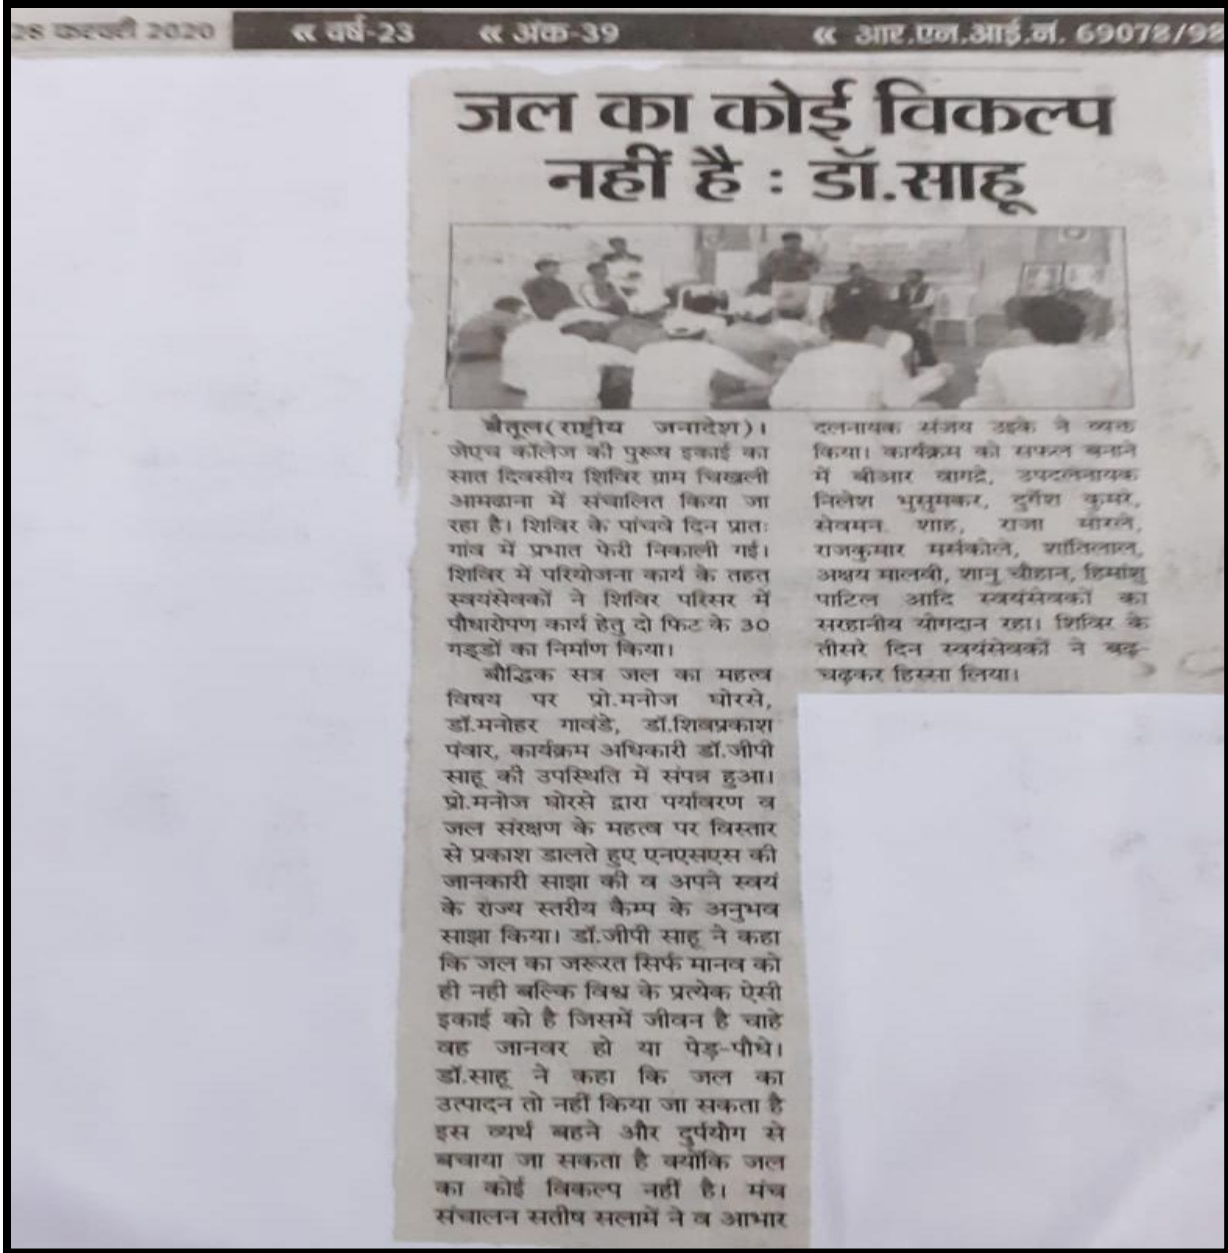 28 फरवरी 2020 « वर्ष-23 « अंक-39 « आर.एन.आई.नं. 69078/98
जल का कोई विकल्प
नहीं है : डॉ.साहू
बैतूल(राष्ट्रीय जनादेश)।
जेएच कॉलेज की पुरूष इकाई का
सात दिवसीय शिविर ग्राम चिखली
आमढाना में संचालित किया जा
रहा है। शिविर के पांचवे दिन प्रातः
गांव में प्रभात फेरी निकाली गई।
शिविर में परियोजना कार्य के तहत
स्वयंसेवकों ने शिविर परिसर में
पौधारोपण कार्य हेतु दो फिट के 30
गड्डों का निर्माण किया।
बौद्धिक सत्र जल का महत्व
विषय पर प्रो.मनोज घोरसे,
डॉ.मनोहर गावंडे, डॉ.शिवप्रकाश
पंवार, कार्यक्रम अधिकारी डॉ.जीपी
साहू की उपस्थिति में संपन्न हुआ।
प्रो.मनोज घोरसे द्वारा पर्यावरण व
जल संरक्षण के महत्व पर विस्तार
से प्रकाश डालते हुए एनएसएस की
जानकारी साझा की व अपने स्वयं
के राज्य स्तरीय कैम्प के अनुभव
साझा किया। डॉ.जीपी साहू ने कहा
कि जल का जरूरत सिर्फ मानव को
ही नही बल्कि विश्व के प्रत्येक ऐसी
इकाई को है जिसमें जीवन है चाहे
वह जानवर हो या पेड़-पौधे।
डॉ.साहू ने कहा कि जल का
उत्पादन तो नहीं किया जा सकता है
इस व्यर्थ बहने और दुर्पयोग से
बचाया जा सकता है क्योंकि जल
का कोई विकल्प नहीं है। मंच
संचालन सतीष सलामें ने व आभार
दलनायक संजय उइके ने व्यक्त
किया। कार्यक्रम को सफल बनाने
में बीआर वागद्रे, उपदलनायक
निलेश भुसुमकर, दुर्गेश कुमरे,
सेवमन शाह, राजा मोरले,
राजकुमार मर्सकोले, शांतिलाल,
अक्षय मालवी, शानु चौहान, हिमांशु
पाटिल आदि स्वयंसेवकों का
सरहानीय योगदान रहा। शिविर के
तीसरे दिन स्वयंसेवकों ने बढ़-
चढ़कर हिस्सा लिया।